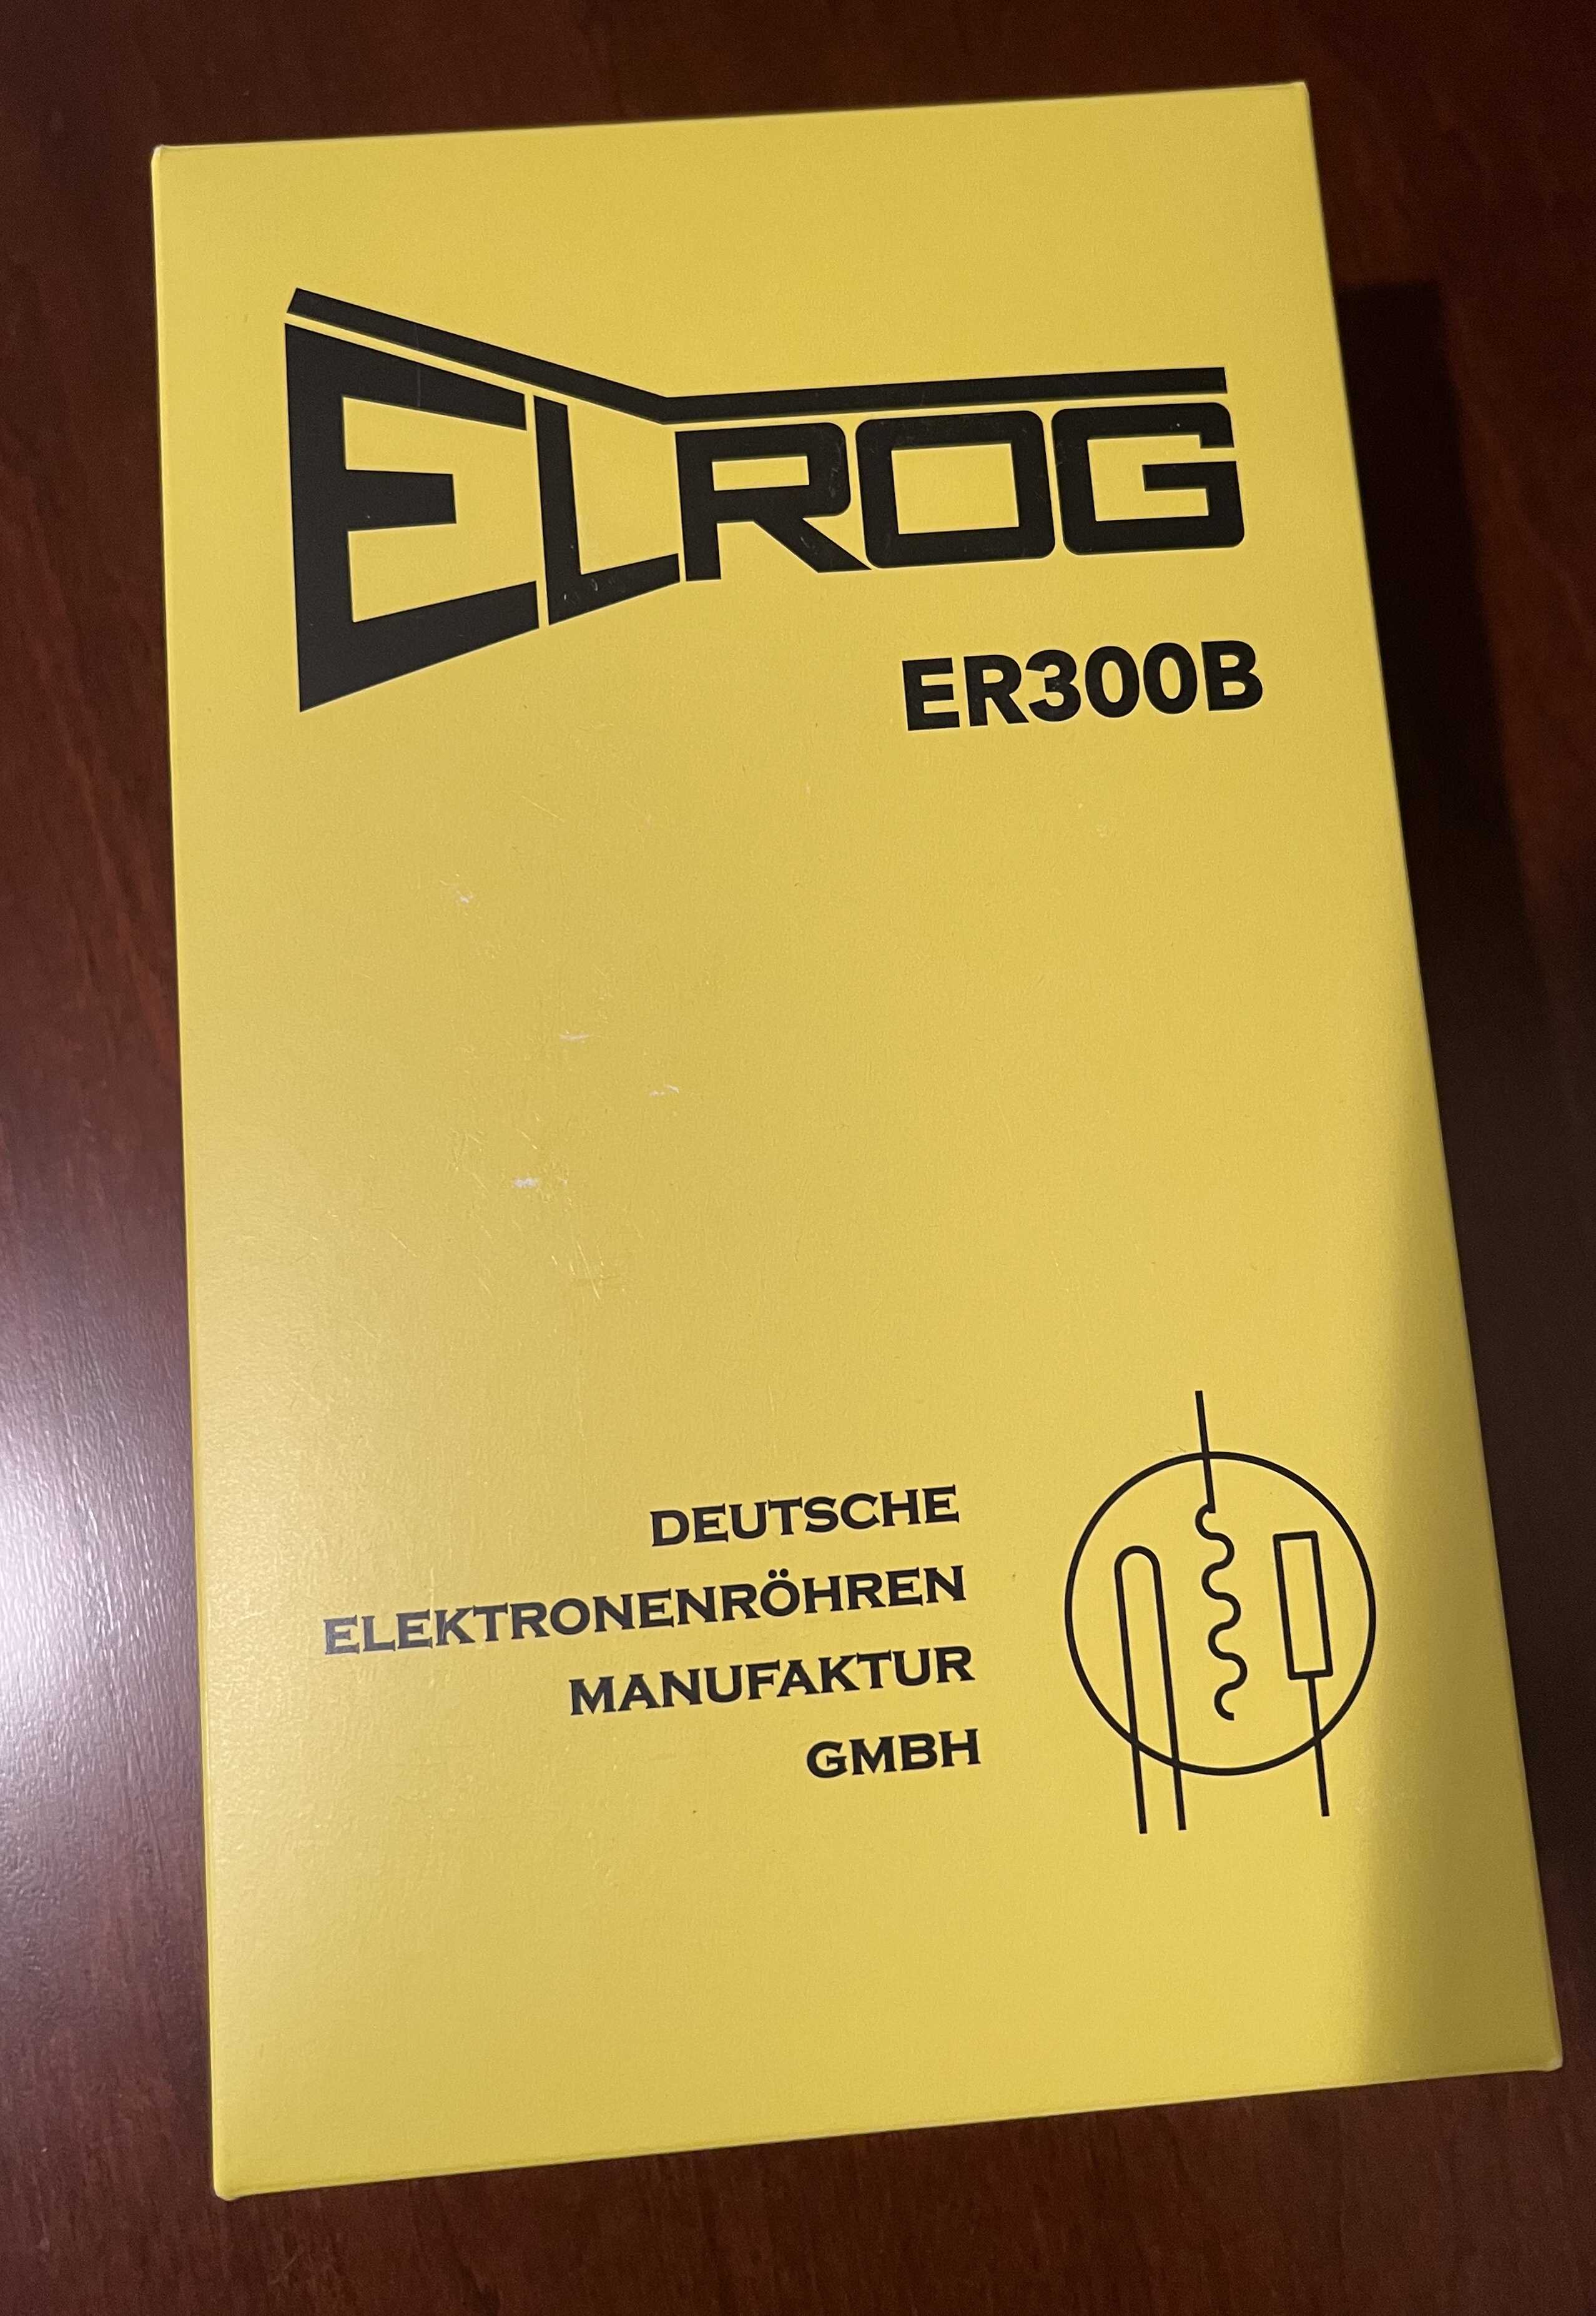 ELROG
ER300B
DEUTSCHE
ELEKTRONENRÖHREN
MANUFAKTUR
GMBH